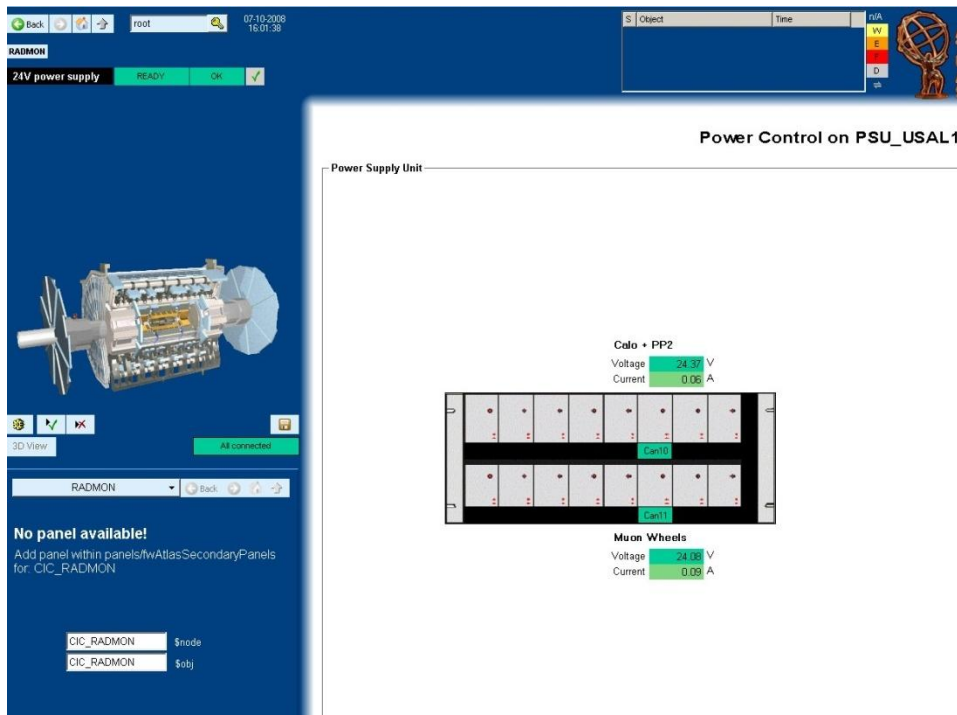 Back
root
07-10-2008
16:01:38
S Object Time
n/A
W
E
F
D
RADMON
24V power supply READY OK
Power Control on PSU_USAL1
Power Supply Unit
Calo + PP2
Voltage 24.37 V
Current 0.06 A
Can10
Can11
Muon Wheels
Voltage 24.08 V
Current 0.09 A
3D View All connected
RADMON Back
No panel available!
Add panel within panels/fwAtlasSecondaryPanels
for: CIC_RADMON
CIC_RADMON $node
CIC_RADMON $obj